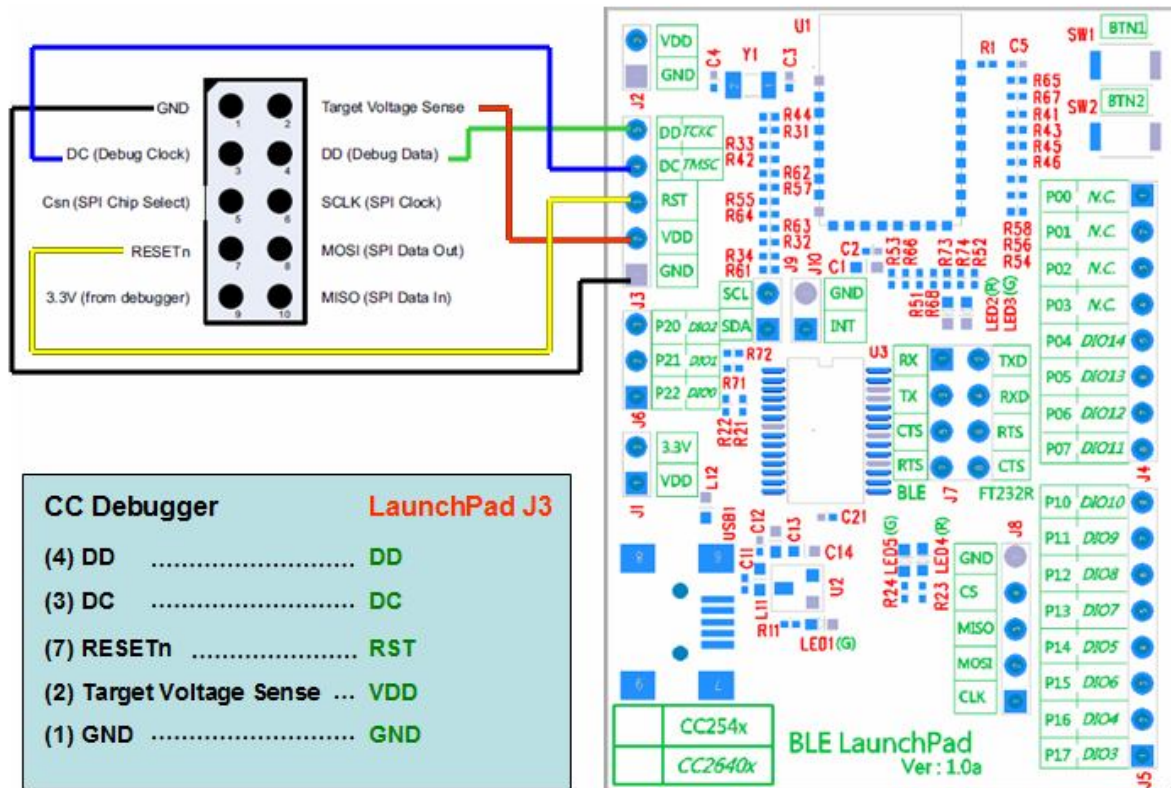 GND
DC (Debug Clock)
Csn (SPI Chip Select)
RESETn
3.3V (from debugger)
1
2
3
4
5
6
7
8
9
10
Target Voltage Sense
DD (Debug Data)
SCLK (SPI Clock)
MOSI (SPI Data Out)
MISO (SPI Data In)
CC Debugger LaunchPad J3
(4) DD ........................ DD
(3) DC ........................ DC
(7) RESETn ....................... RST
(2) Target Voltage Sense ... VDD
(1) GND ........................... GND
VDD
GND
J2
C4
Y1
C3
U1
R1
C5
SW1
BTN1
SW2
BTN2
R65
R67
R41
R43
R45
R46
R58
R56
R54
DD TCKC
DC TMSC
RST
VDD
GND
J3
R44
R31
R33
R42
R62
R57
R55
R64
R63
R32
R34
R61
J9
J10
C2
C1
R53
R66
R73
R74
R52
R51
R68
LED2(R)
LED3(G)
SCL
SDA
GND
INT
P20 DIO2
P21 DIO1
P22 DIO0
J6
R72
R71
R22
R21
U3
RX
TX
CTS
RTS
BLE
J7
TXD
RXD
RTS
CTS
FT232R
3.3V
VDD
J1
L12
USB1
C12
C13
C14
C11
L11
U2
R11
LED1(G)
C21
LED5(G)
LED4(R)
R24
R23
J8
GND
CS
MISO
MOSI
CLK
P00 N.C.
P01 N.C.
P02 N.C.
P03 N.C.
P04 DIO14
P05 DIO13
P06 DIO12
P07 DIO11
J4
P10 DIO10
P11 DIO9
P12 DIO8
P13 DIO7
P14 DIO5
P15 DIO6
P16 DIO4
P17 DIO3
J5
CC254x
CC2640x
BLE LaunchPad
Ver : 1.0a